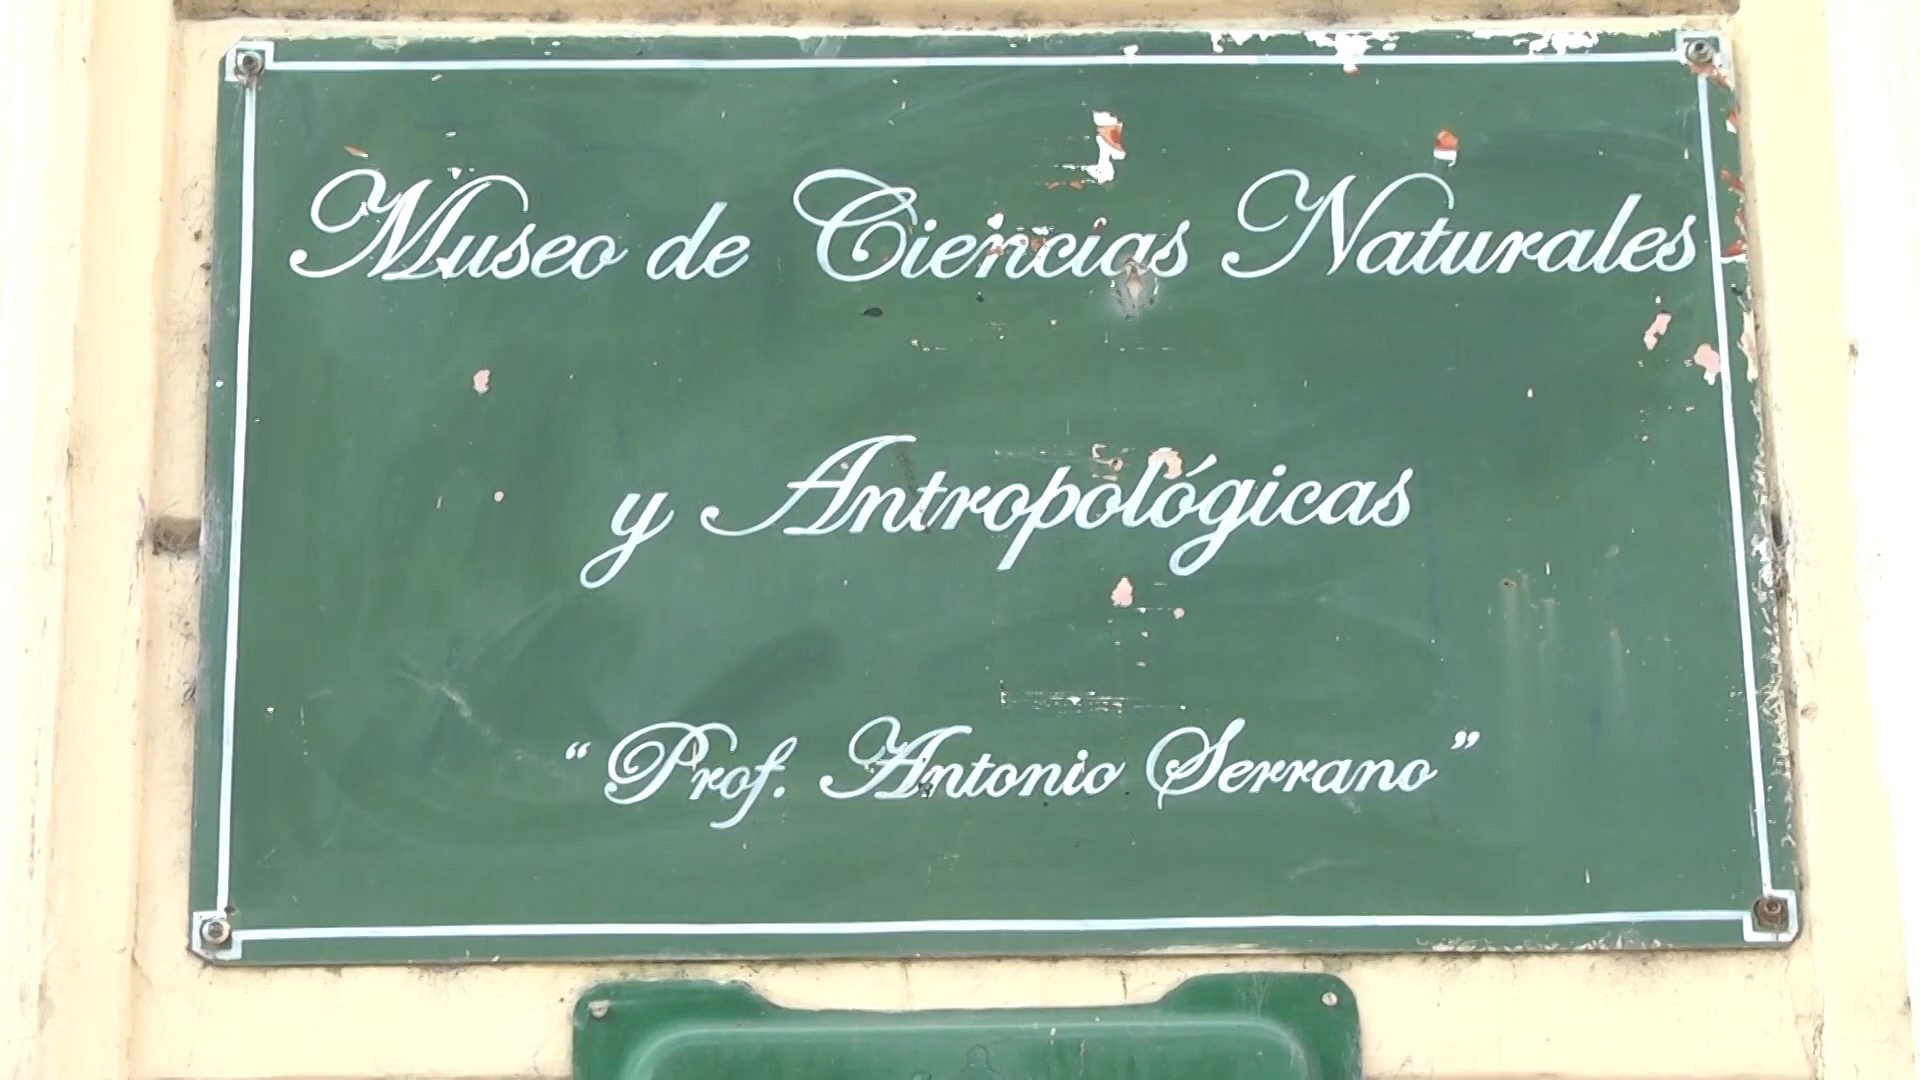 Museo de Ciencias Naturales
y Antropológicas
“Prof. Antonio Serrano”